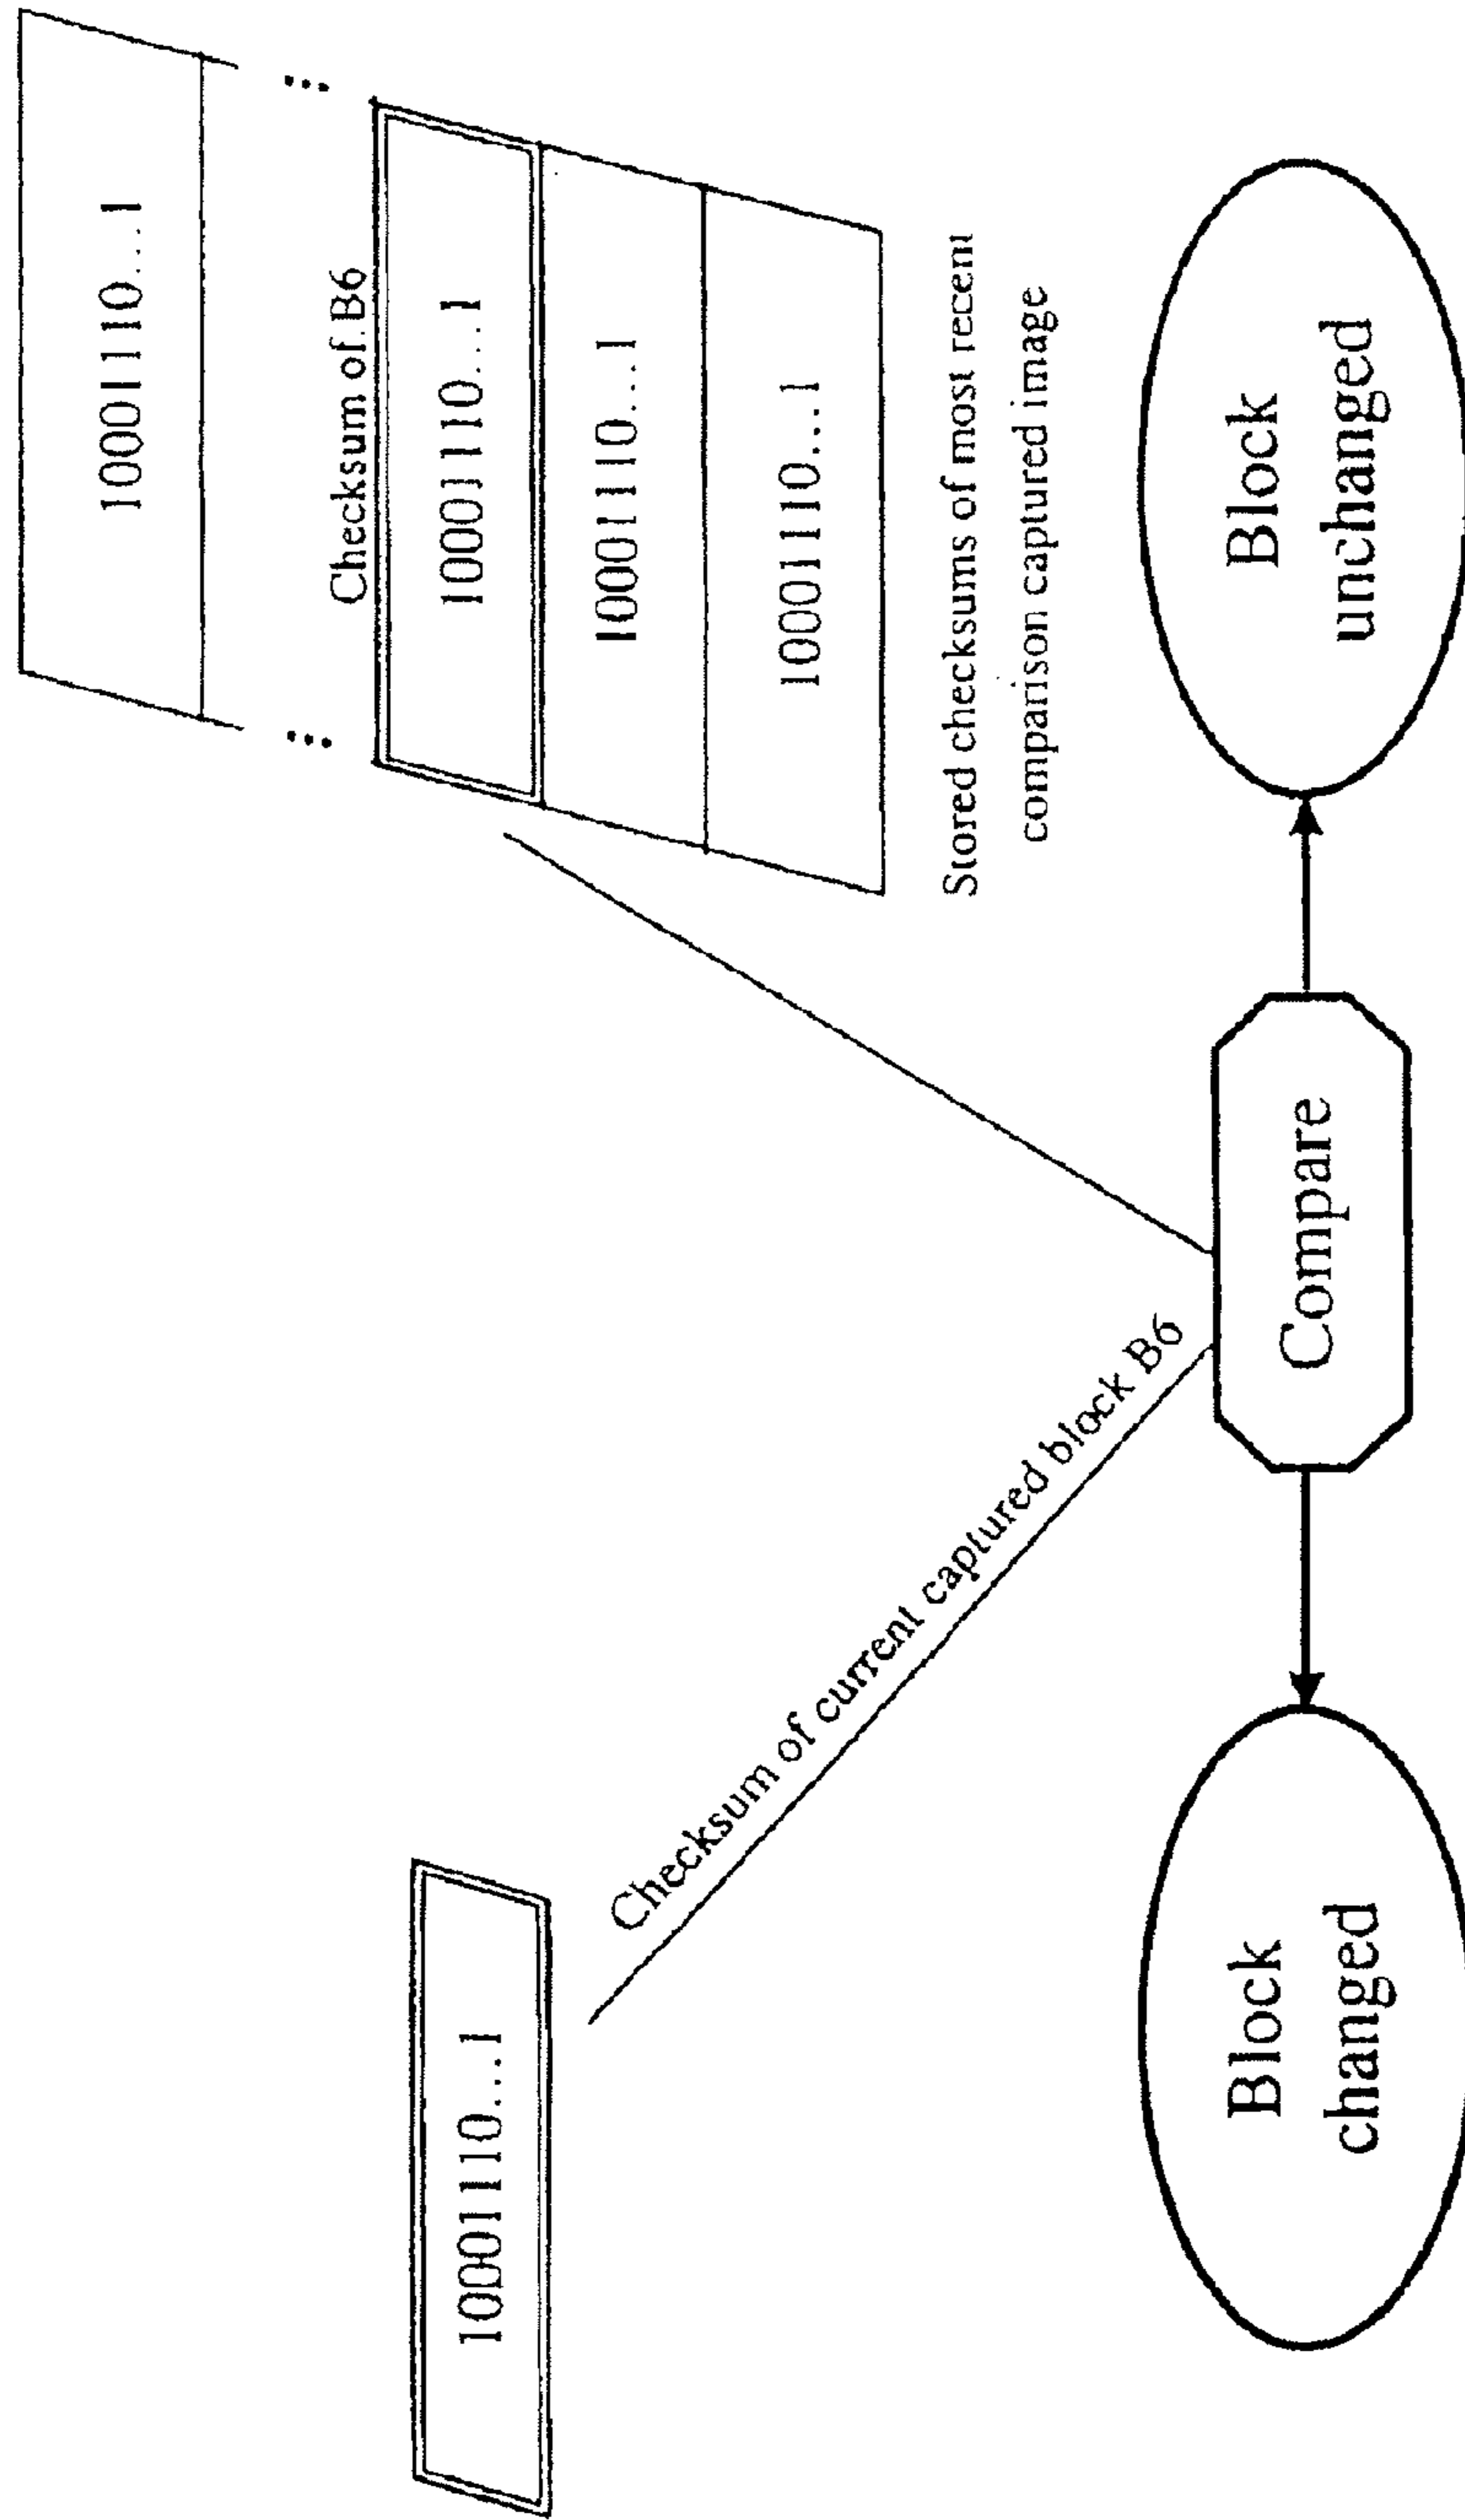 10001110...1
Checksum of B6
10001110...1
10001110...1
10001110...1
Stored checksums of most recent
comparison captured image
10001110...1
Checksum of current captured block B6
Compare
Block
changed
Block
unchanged